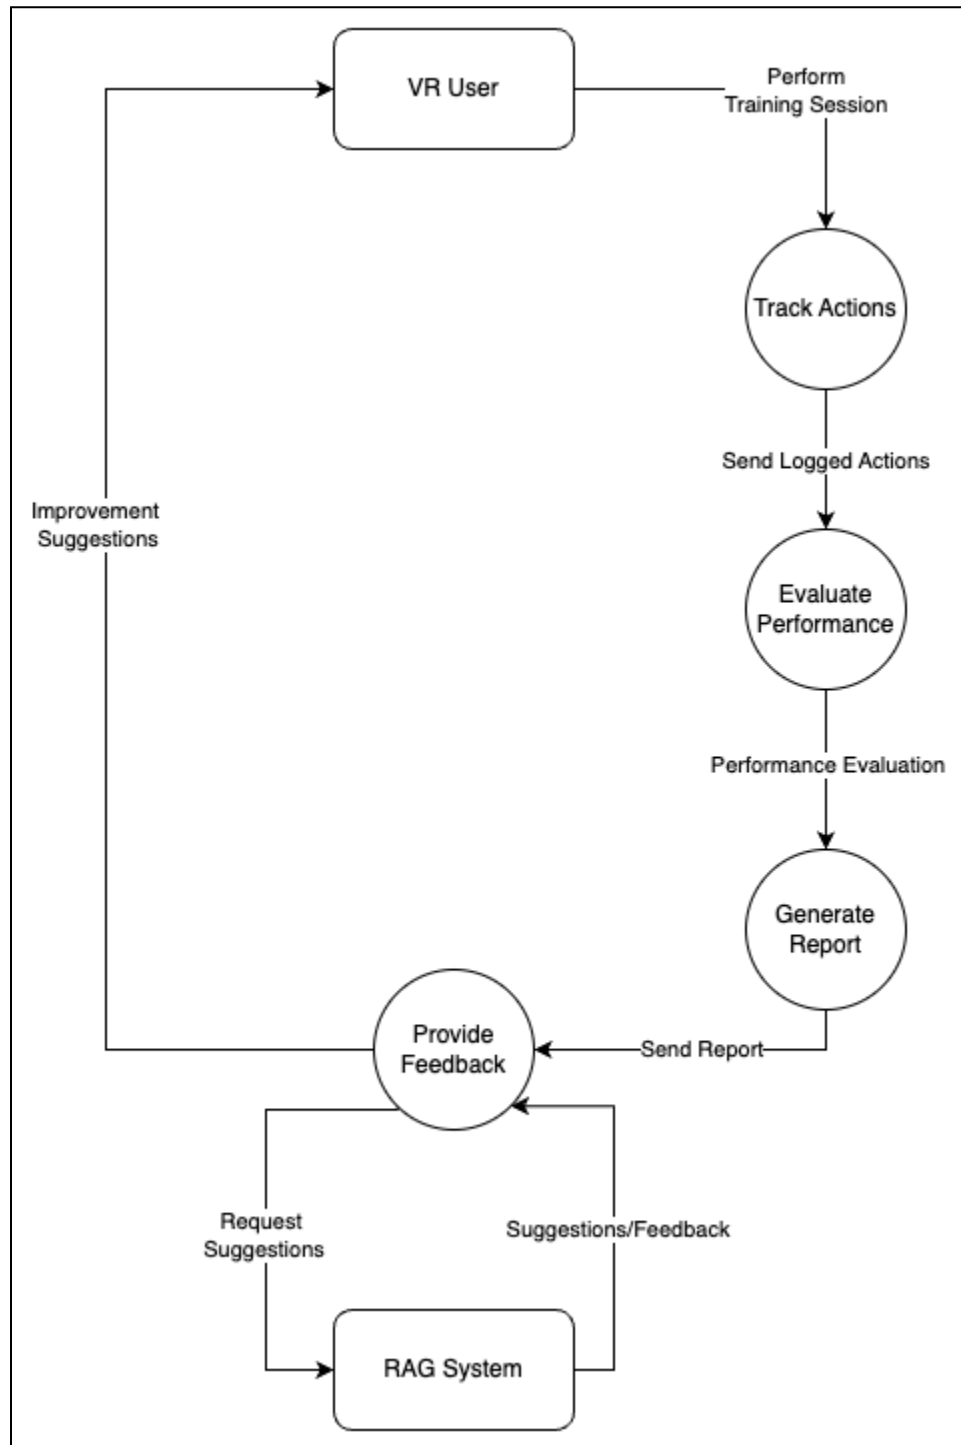 VR User
Perform
Training Session
Track Actions
Send Logged Actions
Improvement
Suggestions
Evaluate
Performance
Performance Evaluation
Generate
Report
Provide
Feedback
Send Report
Request
Suggestions
Suggestions/Feedback
RAG System